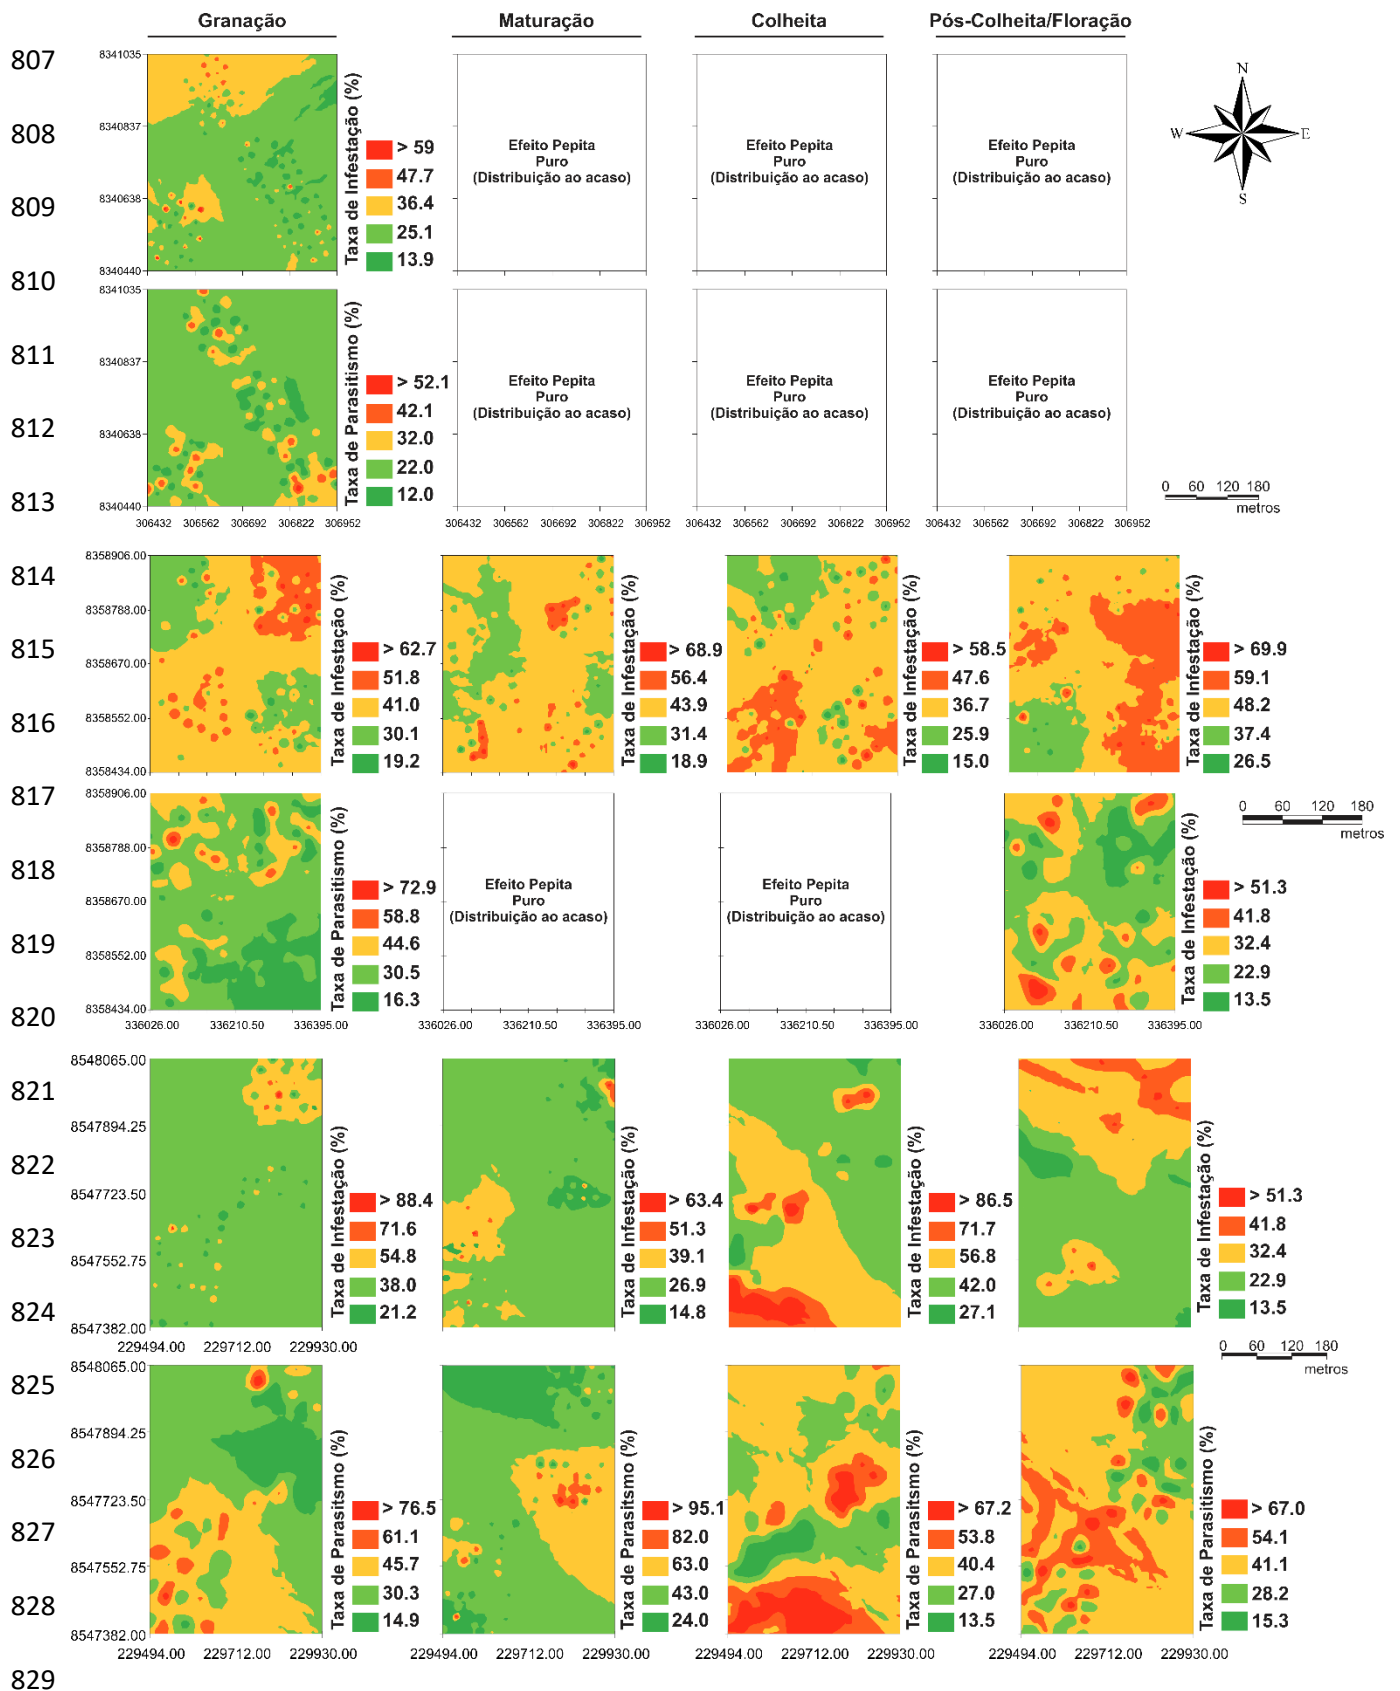 Granação
Maturação
Colheita
Pós-Colheita/Floração
807
808
809
810
811
812
813
814
815
816
817
818
819
820
821
822
823
824
825
826
827
828
829
N
W
E
S
8341035
8340837
8340638
8340440
Taxa de Infestação (%)
> 59
47.7
36.4
25.1
13.9
Efeito Pepita
Puro
(Distribuição ao acaso)
Efeito Pepita
Puro
(Distribuição ao acaso)
Efeito Pepita
Puro
(Distribuição ao acaso)
8341035
8340837
8340638
8340440
306432 306562 306692 306822 306952
Taxa de Parasitismo (%)
> 52.1
42.1
32.0
22.0
12.0
Efeito Pepita
Puro
(Distribuição ao acaso)
306432 306562 306692 306822 306952
Efeito Pepita
Puro
(Distribuição ao acaso)
306432 306562 306692 306822 306952
Efeito Pepita
Puro
(Distribuição ao acaso)
306432 306562 306692 306822 306952
0 60 120 180
metros
8358906.00
8358788.00
8358670.00
8358552.00
8358434.00
Taxa de Infestação (%)
> 62.7
51.8
41.0
30.1
19.2
Taxa de Infestação (%)
> 68.9
56.4
43.9
31.4
18.9
Taxa de Infestação (%)
> 58.5
47.6
36.7
25.9
15.0
Taxa de Infestação (%)
> 69.9
59.1
48.2
37.4
26.5
8358906.00
8358788.00
8358670.00
8358552.00
8358434.00
336026.00 336210.50 336395.00
Taxa de Parasitismo (%)
> 72.9
58.8
44.6
30.5
16.3
Efeito Pepita
Puro
(Distribuição ao acaso)
336026.00 336210.50 336395.00
Efeito Pepita
Puro
(Distribuição ao acaso)
336026.00 336210.50 336395.00
336026.00 336210.50 336395.00
Taxa de Infestação (%)
> 51.3
41.8
32.4
22.9
13.5
0 60 120 180
metros
8548065.00
8547894.25
8547723.50
8547552.75
8547382.00
229494.00 229712.00 229930.00
Taxa de Infestação (%)
> 88.4
71.6
54.8
38.0
21.2
Taxa de Infestação (%)
> 63.4
51.3
39.1
26.9
14.8
Taxa de Infestação (%)
> 86.5
71.7
56.8
42.0
27.1
Taxa de Infestação (%)
> 51.3
41.8
32.4
22.9
13.5
0 60 120 180
metros
8548065.00
8547894.25
8547723.50
8547552.75
8547382.00
229494.00 229712.00 229930.00
Taxa de Parasitismo (%)
> 76.5
61.1
45.7
30.3
14.9
229494.00 229712.00 229930.00
Taxa de Parasitsmo (%)
> 95.1
82.0
63.0
43.0
24.0
229494.00 229712.00 229930.00
Taxa de Parasitismo (%)
> 67.2
53.8
40.4
27.0
13.5
229494.00 229712.00 229930.00
Taxa de Parasitismo (%)
> 67.0
54.1
41.1
28.2
15.3